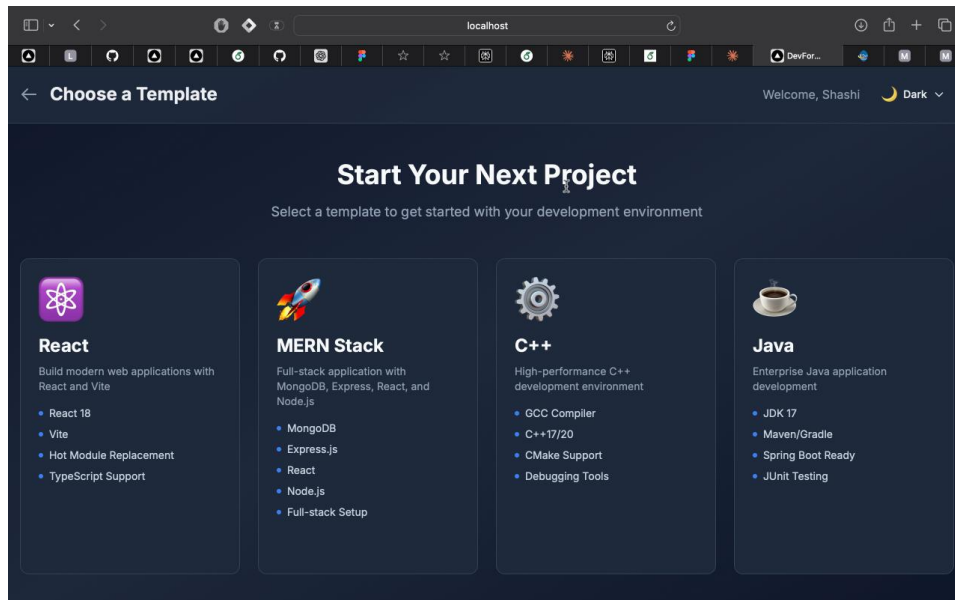 localhost
L
DevFor...
M
M
Choose a Template
Welcome, Shashi
Dark
Start Your Next Project
Select a template to get started with your development environment
React
Build modern web applications with
React and Vite
React 18
Vite
Hot Module Replacement
TypeScript Support
MERN Stack
Full-stack application with
MongoDB, Express, React, and
Node.js
MongoDB
Express.js
React
Node.js
Full-stack Setup
C++
High-performance C++
development environment
GCC Compiler
C++17/20
CMake Support
Debugging Tools
Java
Enterprise Java application
development
JDK 17
Maven/Gradle
Spring Boot Ready
JUnit Testing